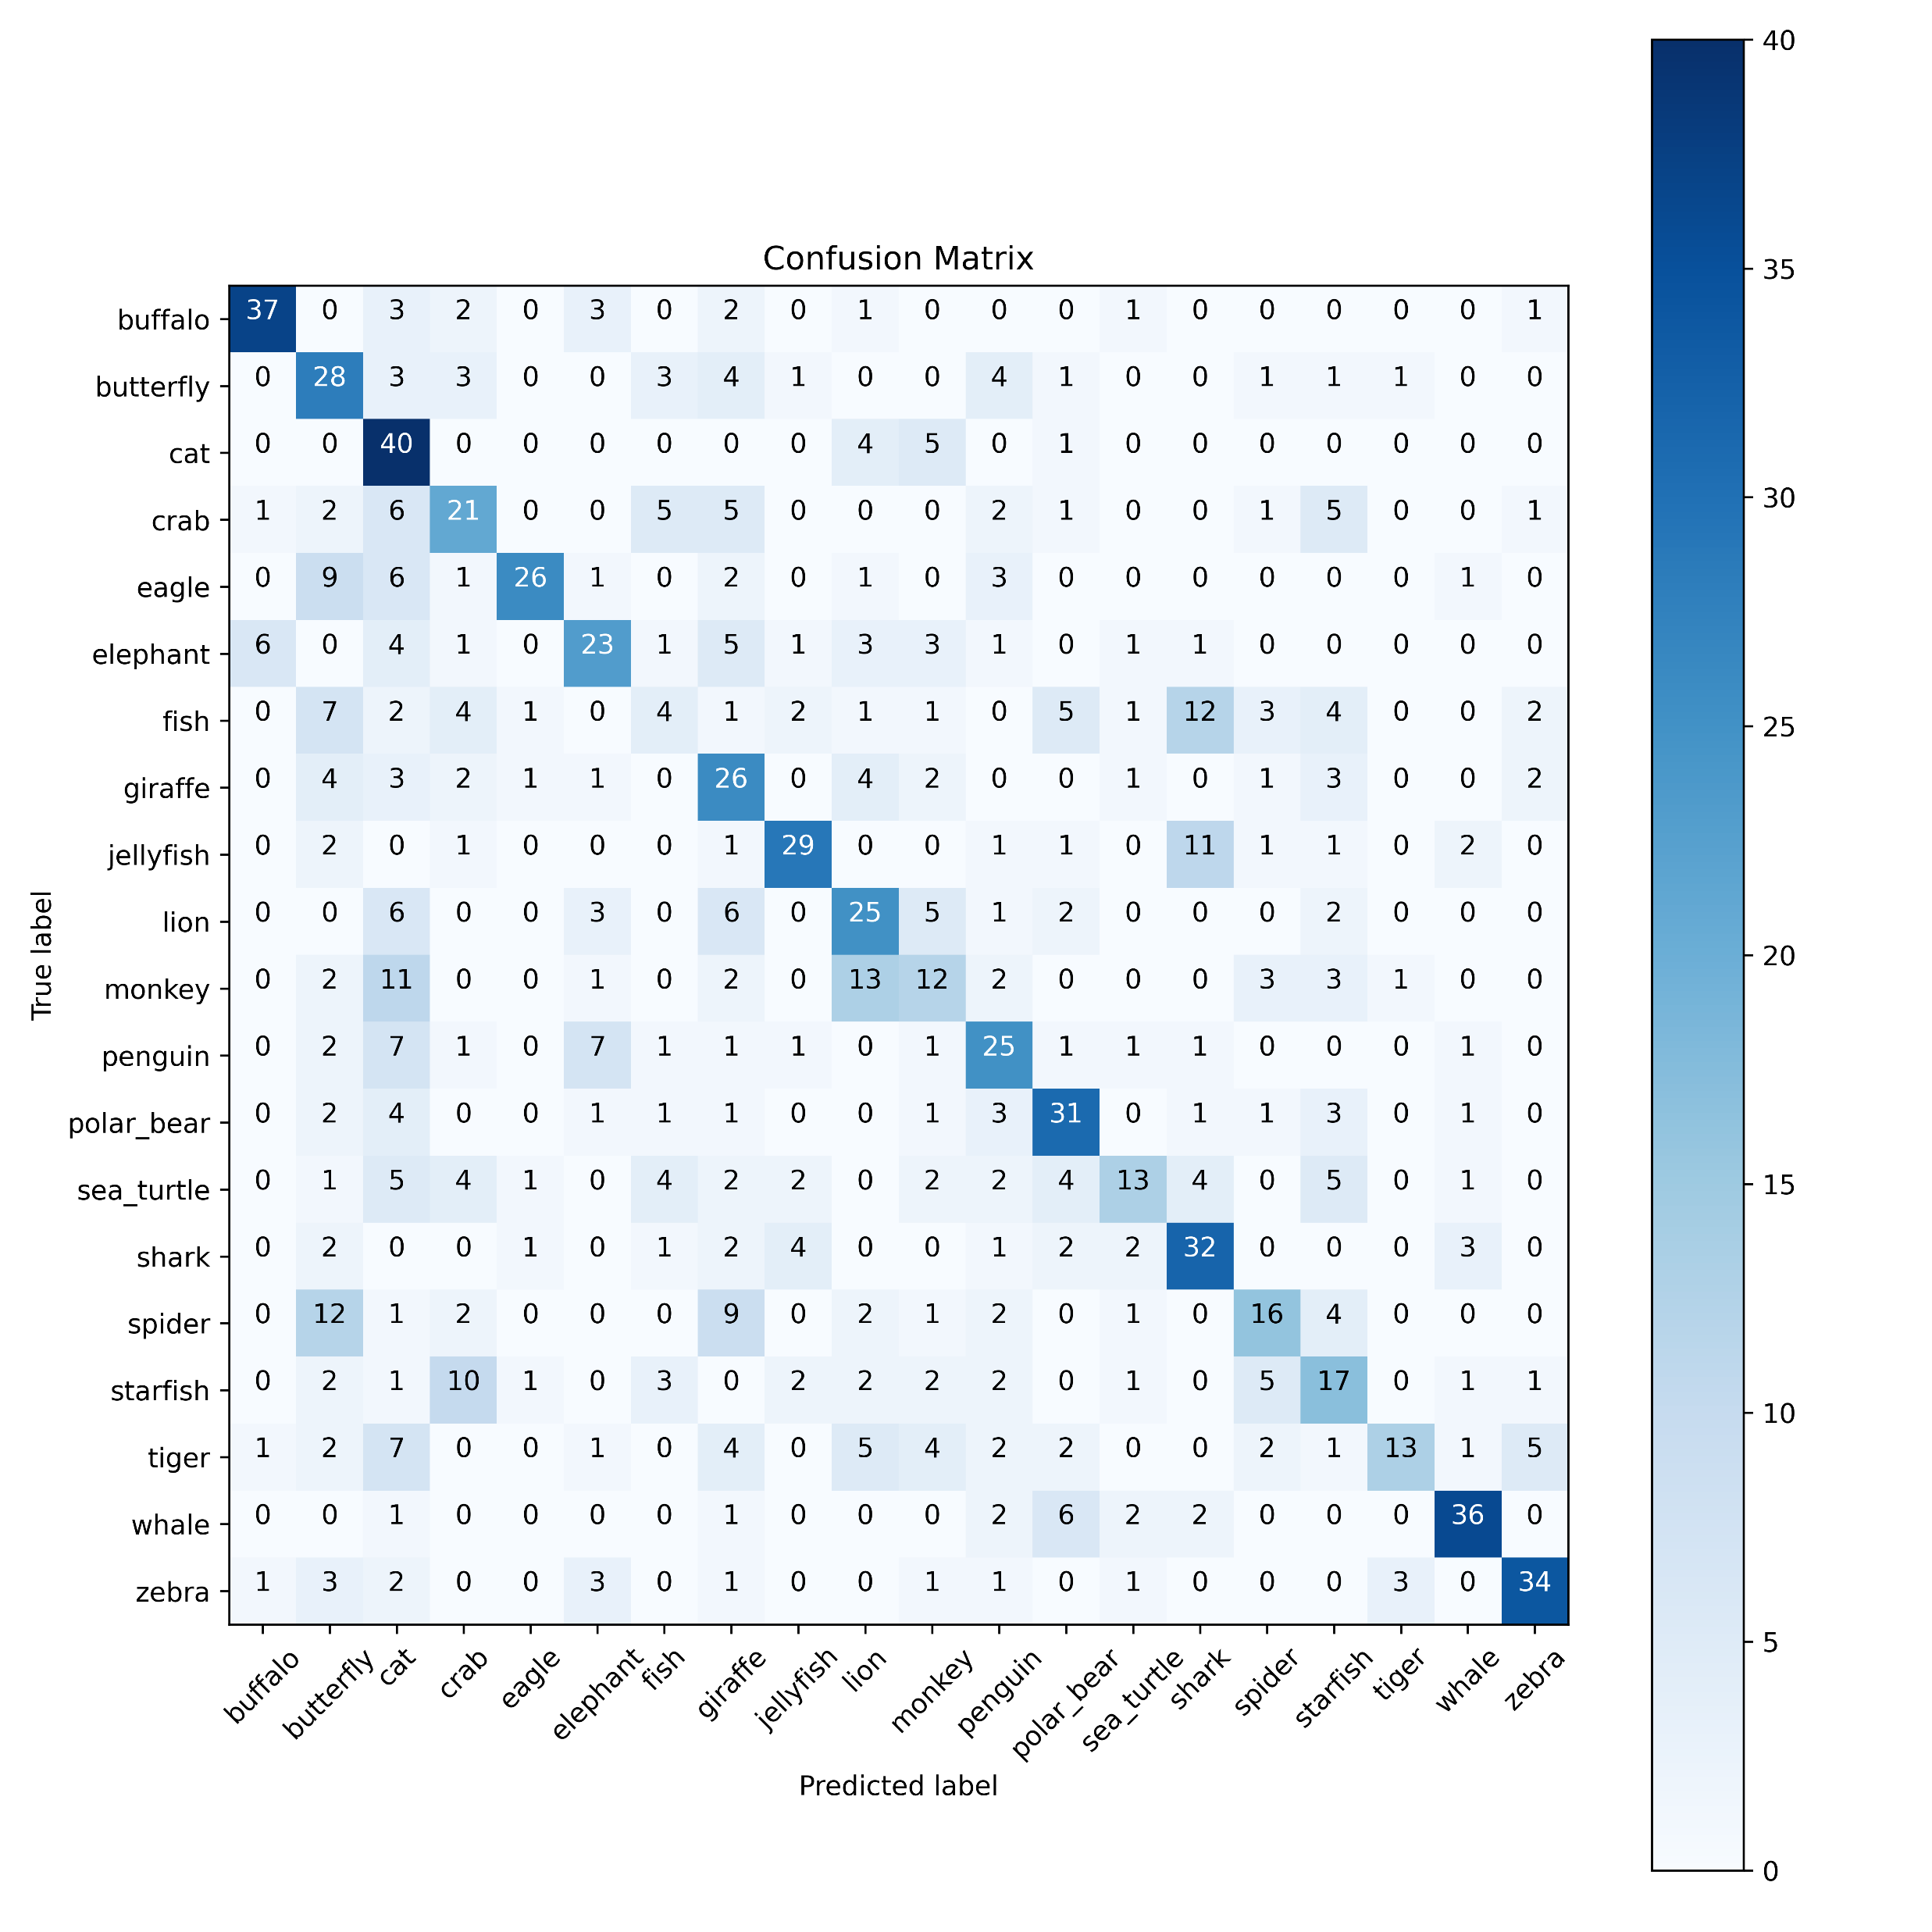 Confusion Matrix
buffalo 37 0 3 2 0 3 0 2 0 1 0 0 0 1 0 0 0 0 0 1
butterfly 0 28 3 3 0 0 3 4 1 0 0 4 1 0 0 1 1 1 0 0
cat 0 0 40 0 0 0 0 0 0 4 5 0 1 0 0 0 0 0 0 0
crab 1 2 6 21 0 0 5 5 0 0 0 2 1 0 0 1 5 0 0 1
eagle 0 9 6 1 26 1 0 2 0 1 0 3 0 0 0 0 0 0 1 0
elephant 6 0 4 1 0 23 1 5 1 3 3 1 0 1 1 0 0 0 0 0
fish 0 7 2 4 1 0 4 1 2 1 1 0 5 1 12 3 4 0 0 2
giraffe 0 4 3 2 1 1 0 26 0 4 2 0 0 1 0 1 3 0 0 2
jellyfish 0 2 0 1 0 0 0 1 29 0 0 1 1 0 11 1 1 0 2 0
lion 0 0 6 0 0 3 0 6 0 25 5 1 2 0 0 0 2 0 0 0
monkey 0 2 11 0 0 1 0 2 0 13 12 2 0 0 0 3 3 1 0 0
penguin 0 2 7 1 0 7 1 1 1 0 1 25 1 1 1 0 0 0 1 0
polar_bear 0 2 4 0 0 1 1 1 0 0 1 3 31 0 1 1 3 0 1 0
sea_turtle 0 1 5 4 1 0 4 2 2 0 2 2 4 13 4 0 5 0 1 0
shark 0 2 0 0 1 0 1 2 4 0 0 1 2 2 32 0 0 0 3 0
spider 0 12 1 2 0 0 0 9 0 2 1 2 0 1 0 16 4 0 0 0
starfish 0 2 1 10 1 0 3 0 2 2 2 2 0 1 0 5 17 0 1 1
tiger 1 2 7 0 0 1 0 4 0 5 4 2 2 0 0 2 1 13 1 5
whale 0 0 1 0 0 0 0 1 0 0 0 2 6 2 2 0 0 0 36 0
zebra 1 3 2 0 0 3 0 1 0 0 1 1 0 1 0 0 0 3 0 34
buffalo butterfly cat crab eagle elephant fish giraffe jellyfish lion monkey penguin polar_bear sea_turtle shark spider starfish tiger whale zebra
Predicted label
True label
40
35
30
25
20
15
10
5
0